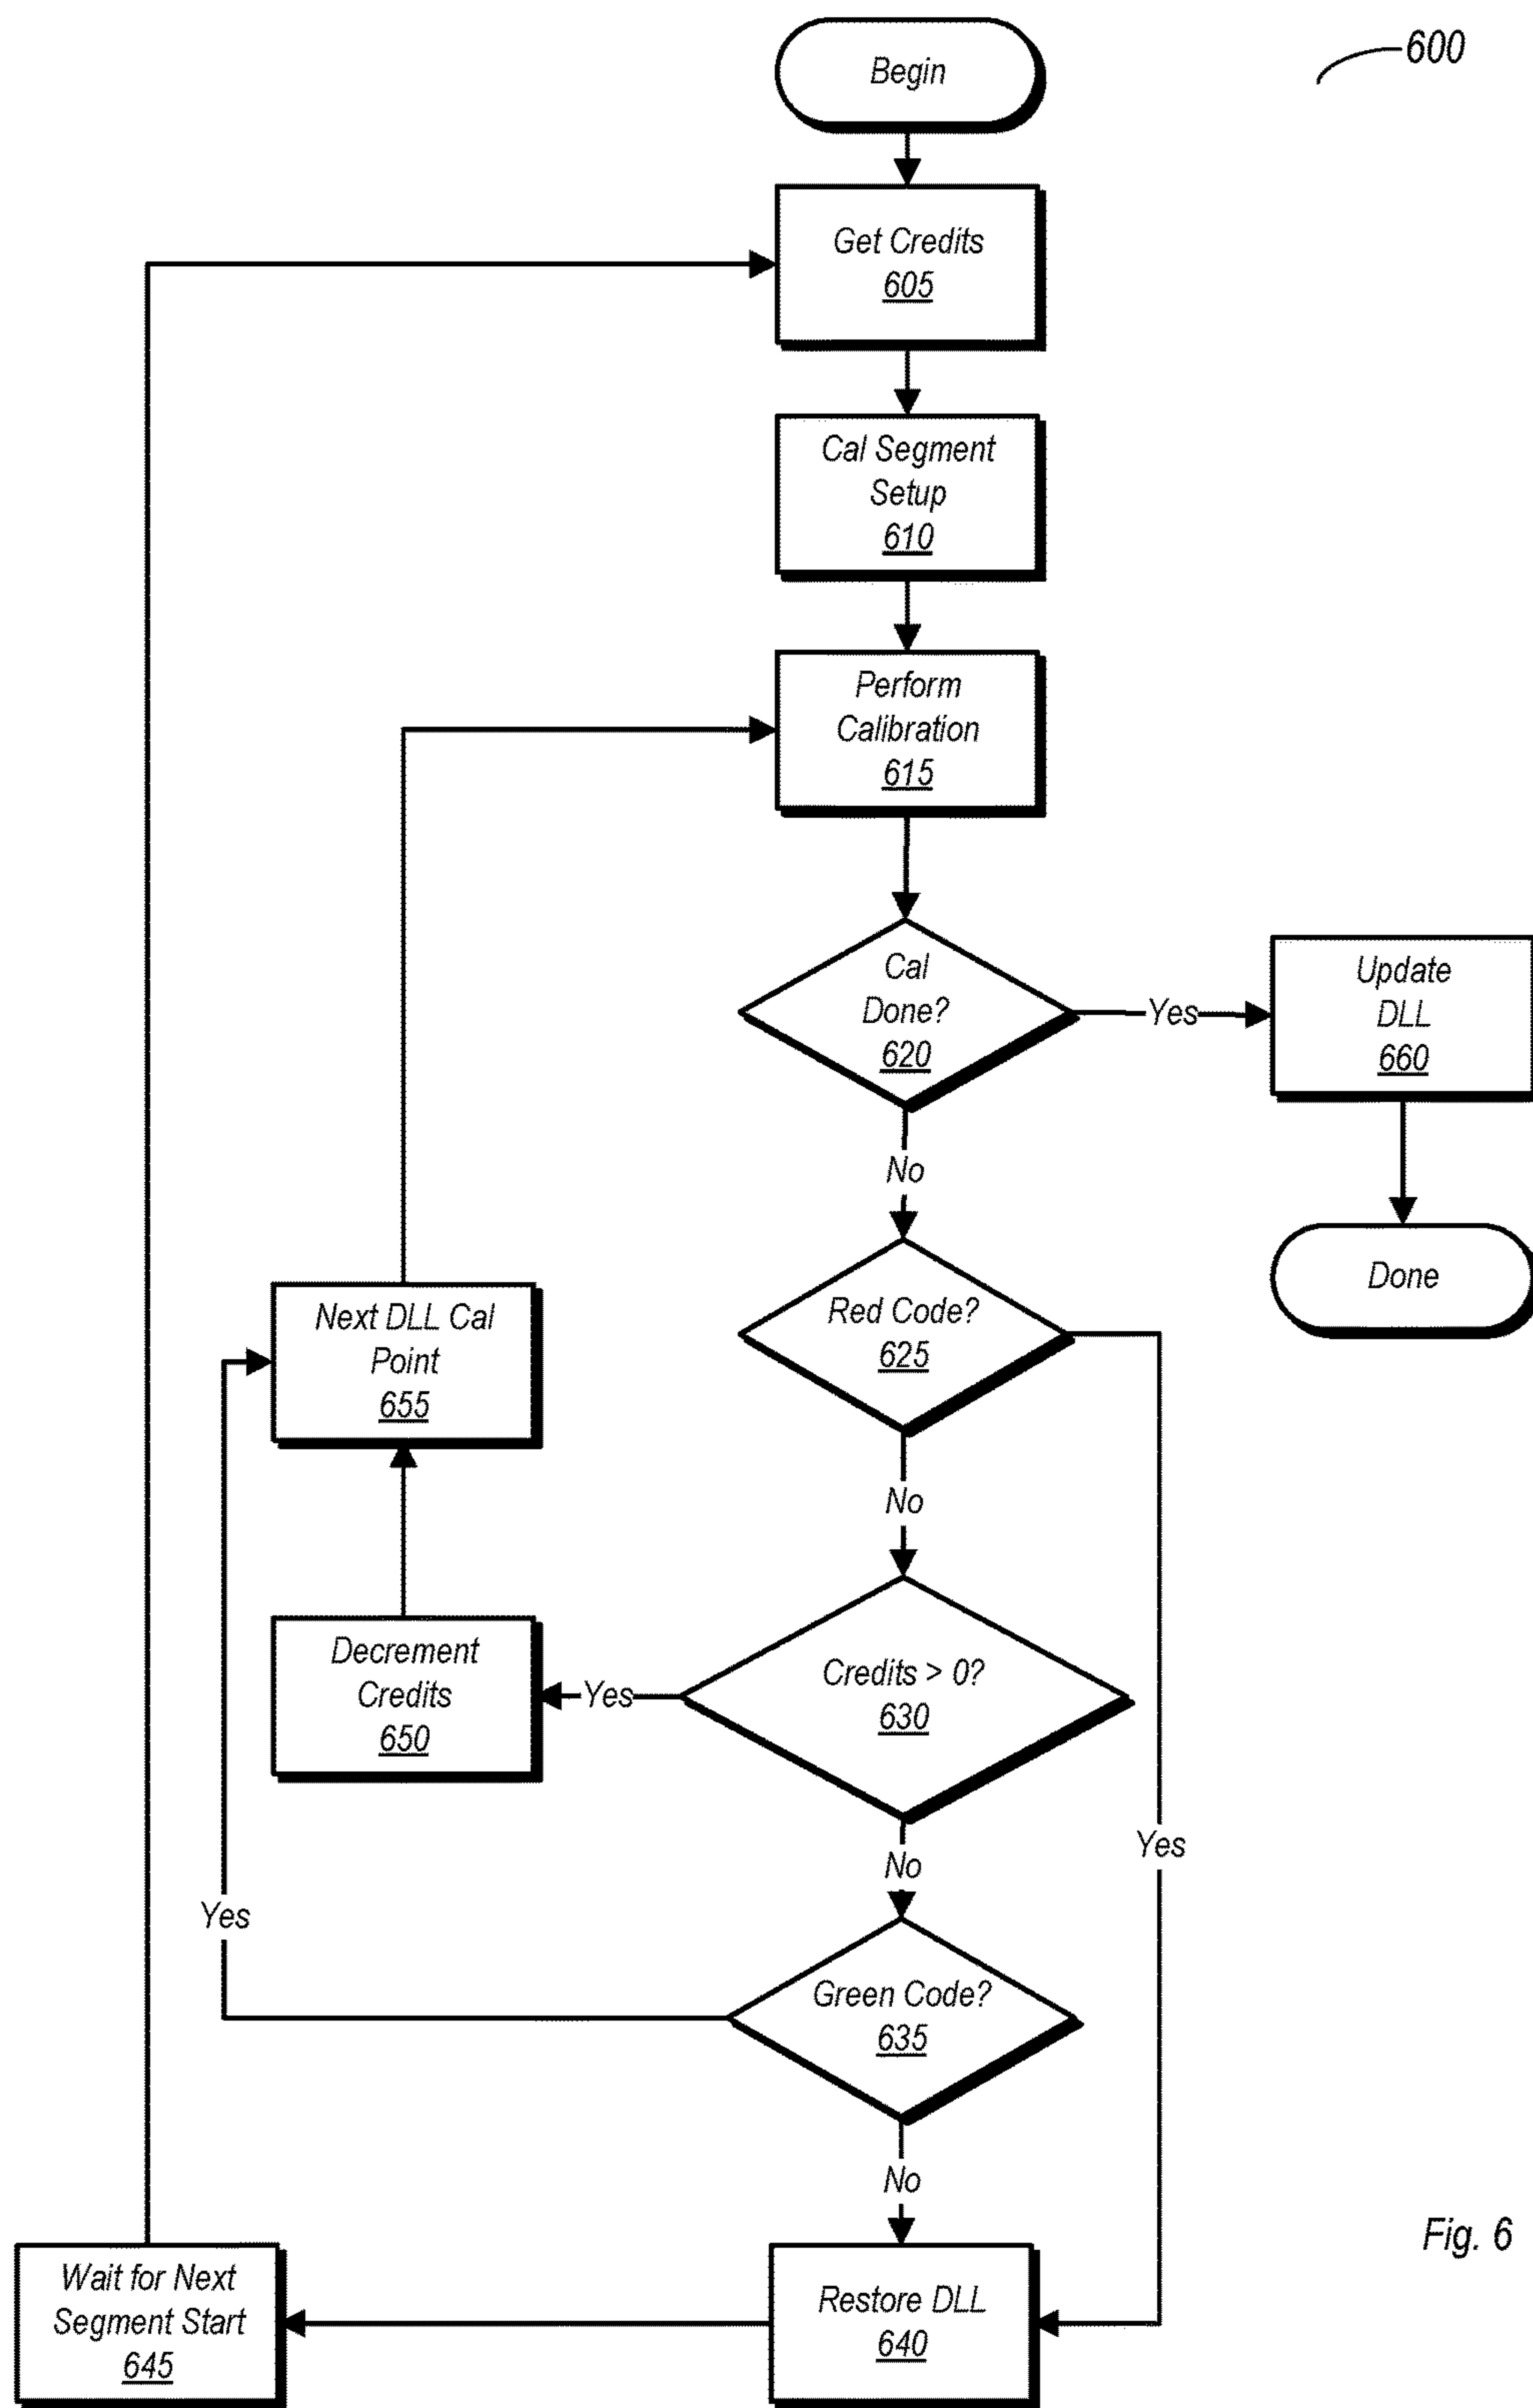 Begin
600
Get Credits
605
Cal Segment
Setup
610
Perform
Calibration
615
Cal
Done?
620
Yes
Update
DLL
660
No
Done
Red Code?
625
Next DLL Cal
Point
655
No
Credits > 0?
630
Yes
Decrement
Credits
650
Yes
No
Yes
Green Code?
635
No
Fig. 6
Restore DLL
640
Wait for Next
Segment Start
645